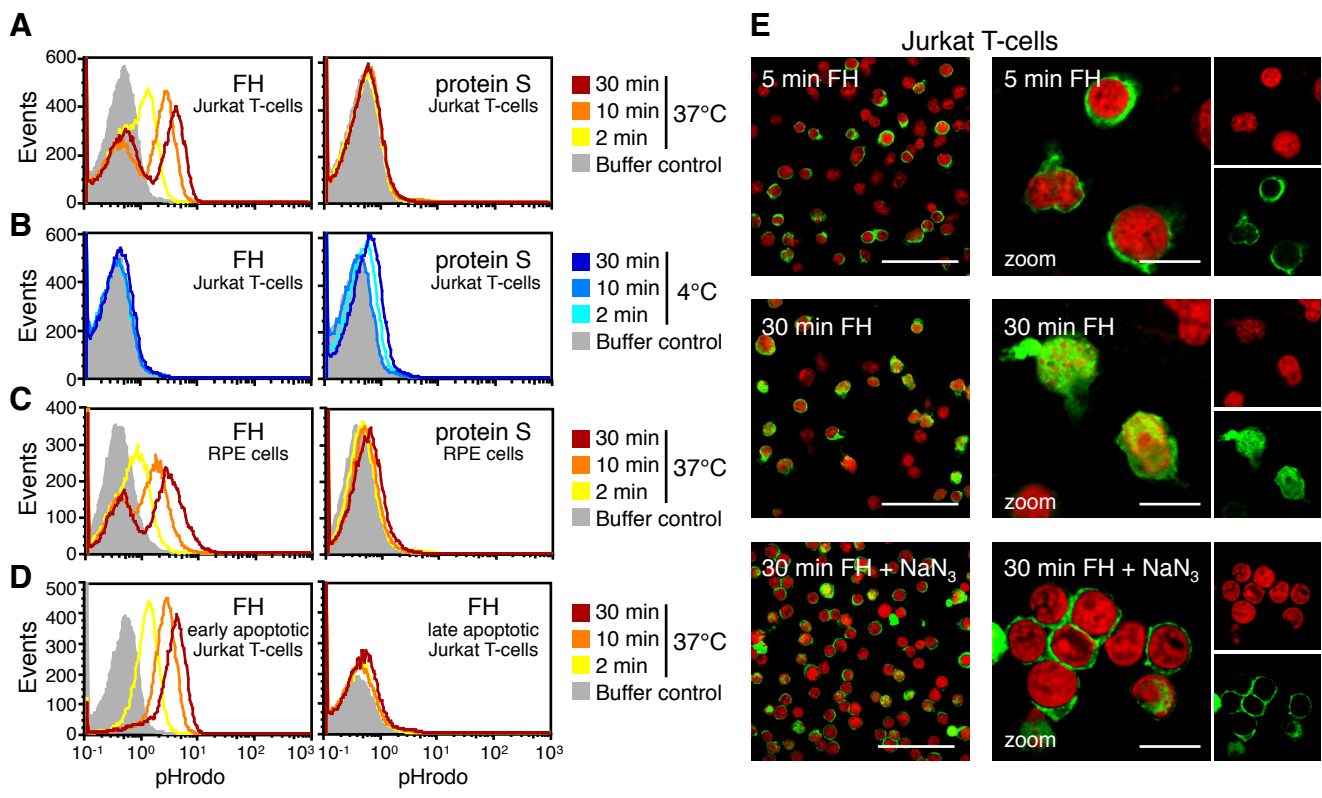 A
600
400
200
0
Events
FH
Jurkat T-cells
protein S
Jurkat T-cells
30 min
10 min
2 min
37°C
Buffer control
B
600
400
200
0
Events
FH
Jurkat T-cells
protein S
Jurkat T-cells
30 min
10 min
2 min
4°C
Buffer control
C
400
300
200
100
0
Events
FH
RPE cells
protein S
RPE cells
30 min
10 min
2 min
37°C
Buffer control
D
500
400
300
200
100
0
Events
FH
early apoptotic
Jurkat T-cells
FH
late apoptotic
Jurkat T-cells
30 min
10 min
2 min
37°C
Buffer control
10⁻¹ 10⁰ 10¹ 10² 10³
10⁻¹ 10⁰ 10¹ 10² 10³
pHrodo
pHrodo
E
Jurkat T-cells
5 min FH
5 min FH
zoom
30 min FH
30 min FH
zoom
30 min FH + NaN₃
30 min FH + NaN₃
zoom